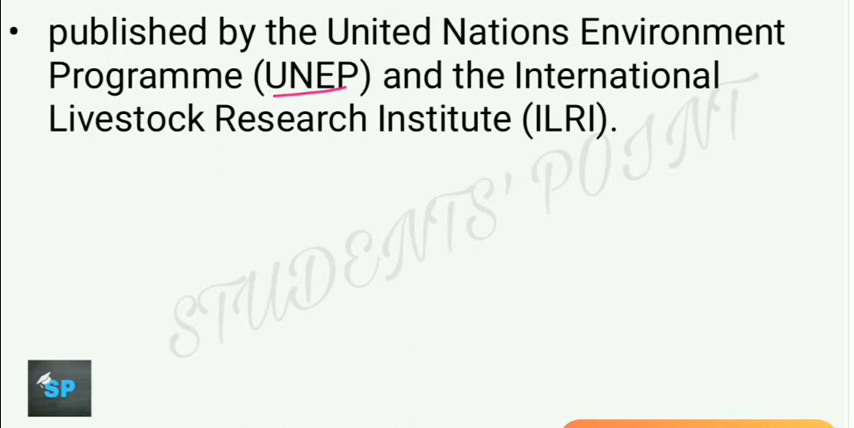 • published by the United Nations Environment
Programme (UNEP) and the International
Livestock Research Institute (ILRI).
STUDENTS' POINT
SP